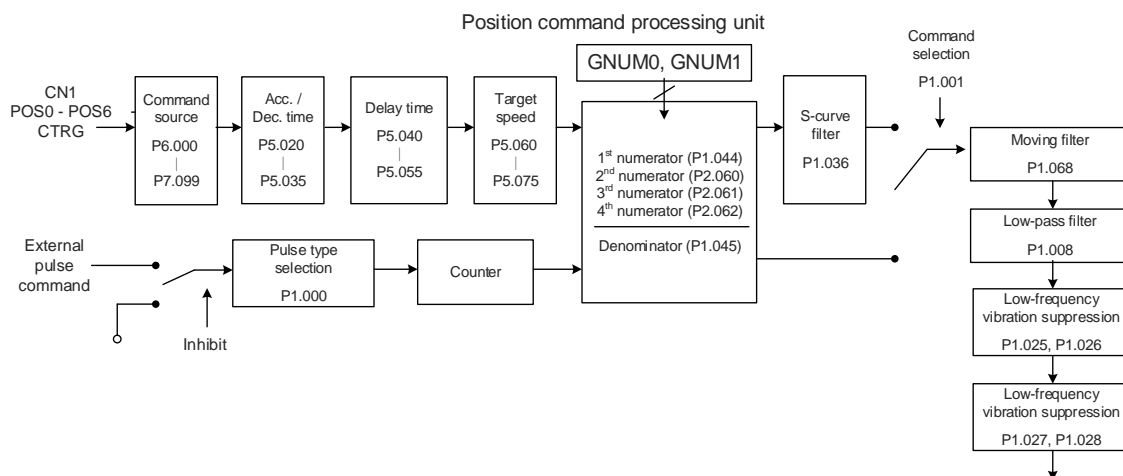 Position command processing unit
GNUM0, GNUM1
CN1
POS0 - POS6
CTRG
Command
source
P6.000
P7.099
Acc. /
Dec. time
P5.020
P5.035
Delay time
P5.040
P5.055
Target
speed
P5.060
P5.075
1st numerator (P1.044)
2nd numerator (P2.060)
3rd numerator (P2.061)
4th numerator (P2.062)
Denominator (P1.045)
S-curve
filter
P1.036
Command
selection
P1.001
Moving filter
P1.068
Low-pass filter
P1.008
Low-frequency
vibration suppression
P1.025, P1.026
Low-frequency
vibration suppression
P1.027, P1.028
External
pulse
command
Inhibit
Pulse type
selection
P1.000
Counter